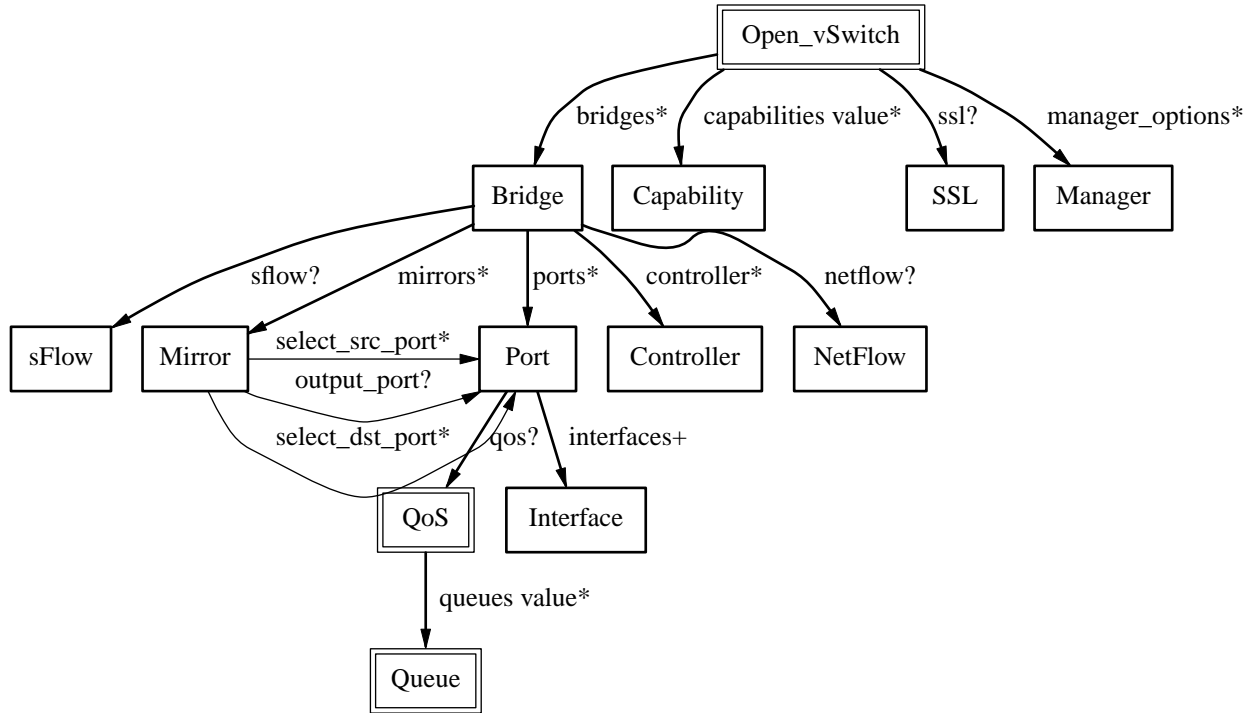 Open_vSwitch
bridges*
capabilities value*
ssl?
manager_options*
Bridge
Capability
SSL
Manager
sflow?
mirrors*
ports*
controller*
netflow?
sFlow
Mirror
select_src_port*
output_port?
Port
Controller
NetFlow
select_dst_port*
qos?
interfaces+
QoS
Interface
queues value*
Queue